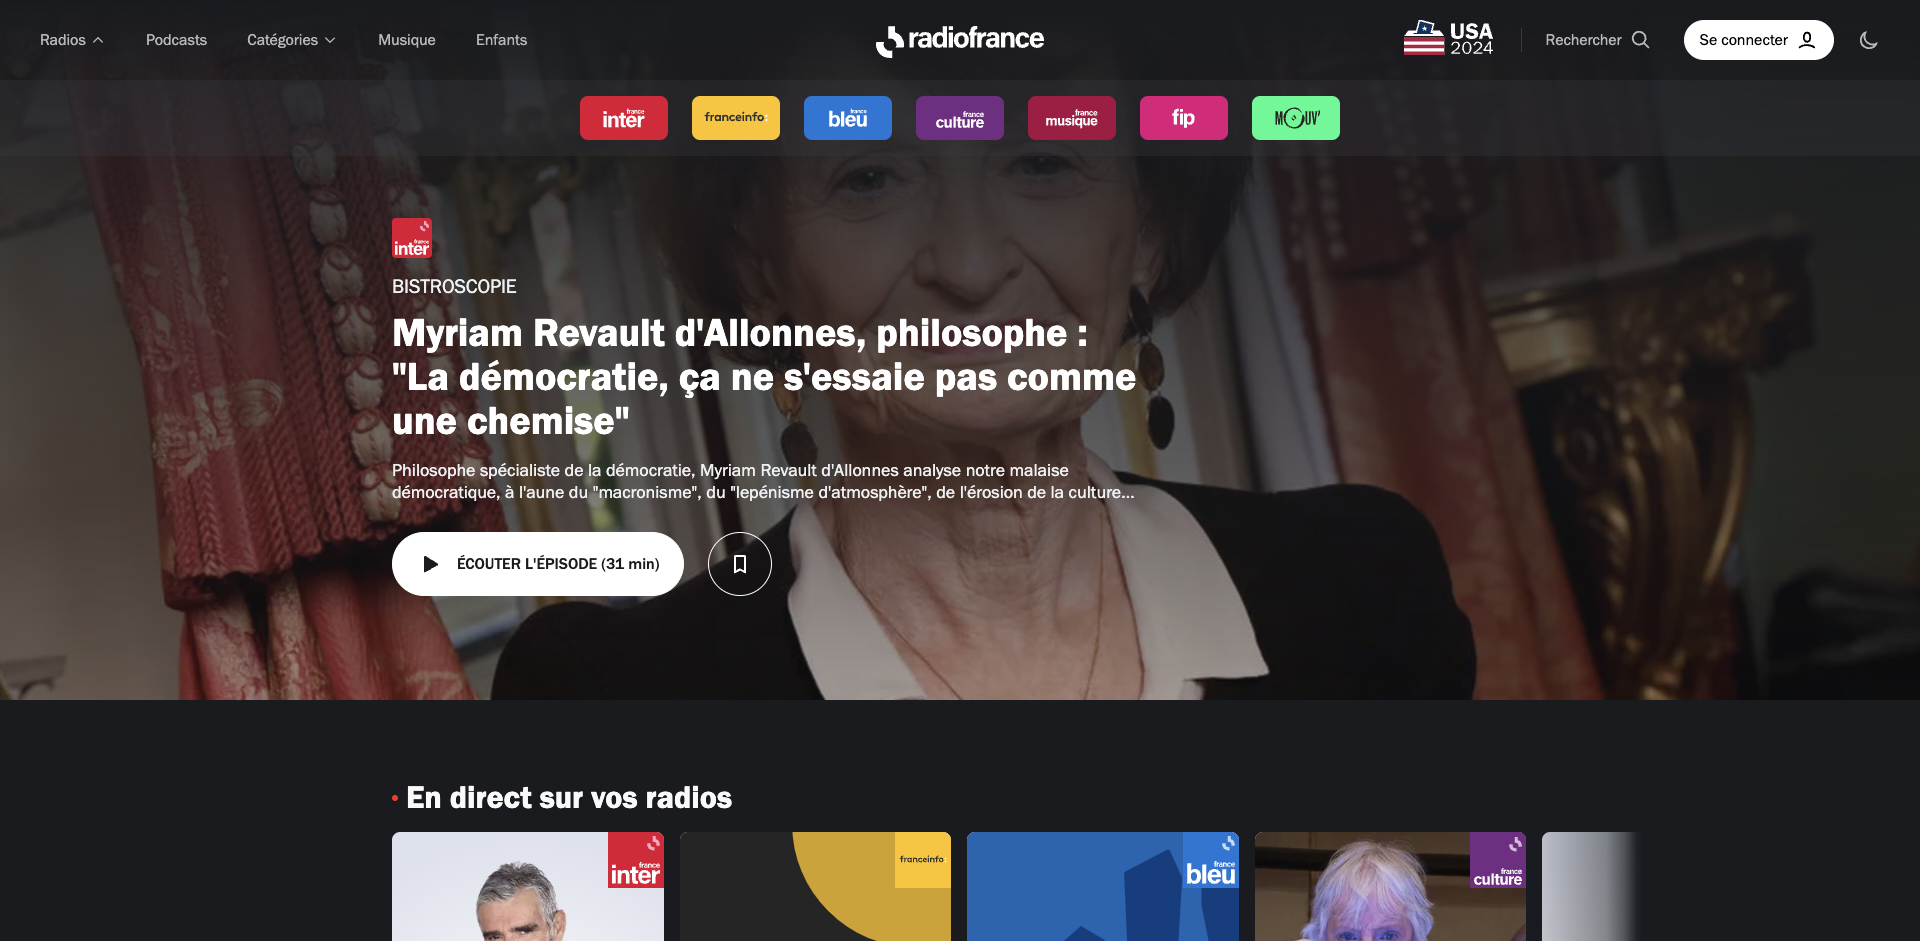 Radios
Podcasts
Catégories
Musique
Enfants
radiofrance
USA
2024
Rechercher
Se connecter
france
inter
franceinfo:
france
bleu
france
culture
france
musique
fip
MOUV'
france
inter
BISTROSCOPIE
Myriam Revault d'Allonnes, philosophe :
"La démocratie, ça ne s'essaie pas comme
une chemise"
Philosophe spécialiste de la démocratie, Myriam Revault d'Allonnes analyse notre malaise
démocratique, à l'aune du "macronisme", du "lepénisme d'atmosphère", de l'érosion de la culture...
ÉCOUTER L'ÉPISODE (31 min)
En direct sur vos radios
france
inter
franceinfo:
france
bleu
france
culture